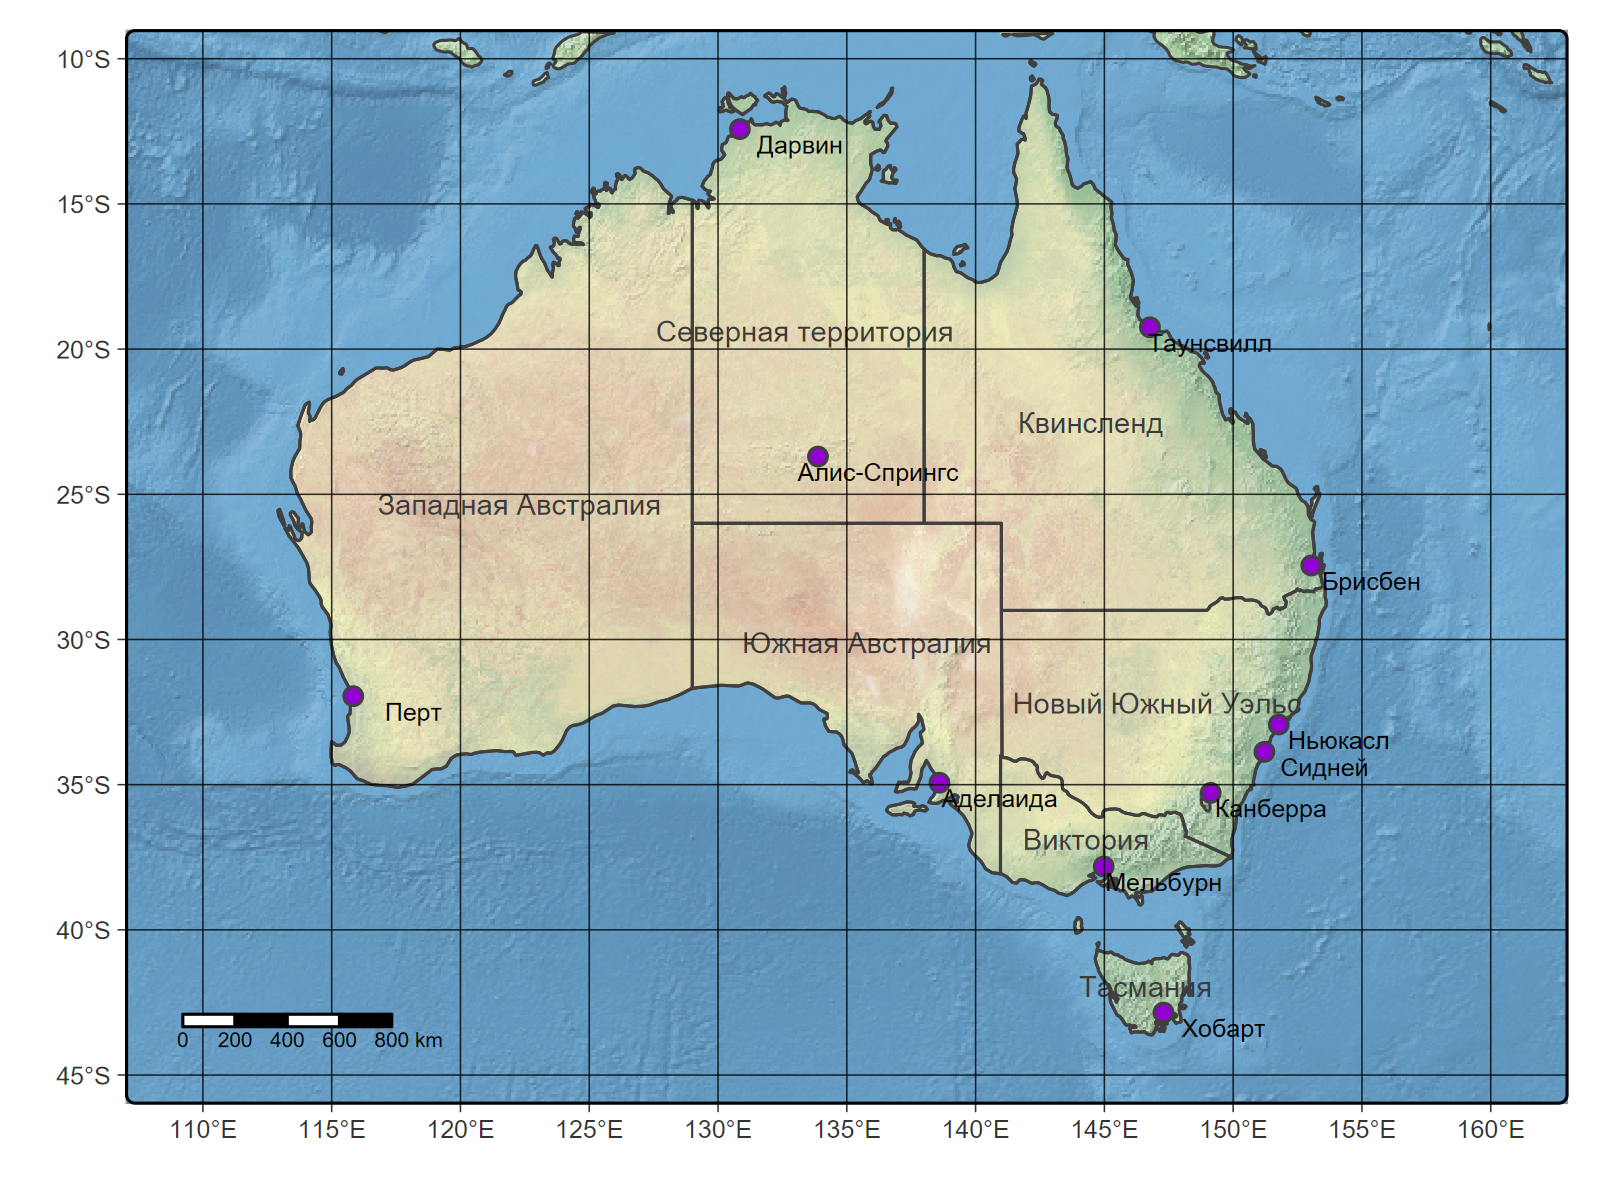 10°S
Дарвин
15°S
Северная территория
Таунсвилл
20°S
Квинсленд
Алис-Спрингс
25°S
Западная Австралия
Брисбен
30°S
Южная Австралия
Новый Южный Уэльс
Перт
Ньюкасл
Сидней
35°S
Аделаида
Канберра
Виктория
Мельбурн
40°S
Тасмания
Хобарт
0 200 400 600 800 km
45°S
110°E 115°E 120°E 125°E 130°E 135°E 140°E 145°E 150°E 155°E 160°E